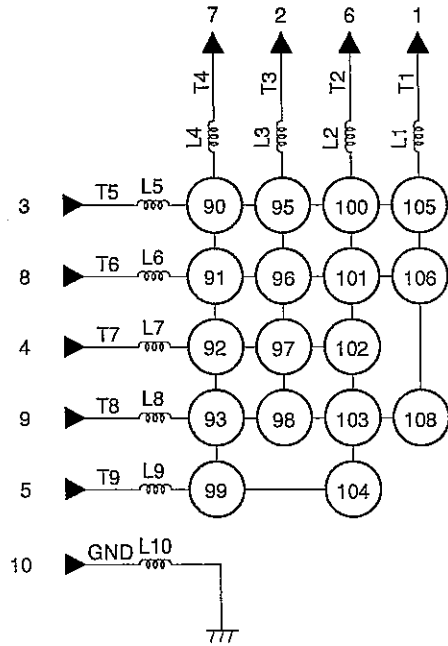 7 2 6 1
T4 T3 T2 T1
L4 L3 L2 L1
3 T5 L5 90 95 100 105
8 T6 L6 91 96 101 106
4 T7 L7 92 97 102
9 T8 L8 93 98 103 108
5 T9 L9 99 104
10 GND L10